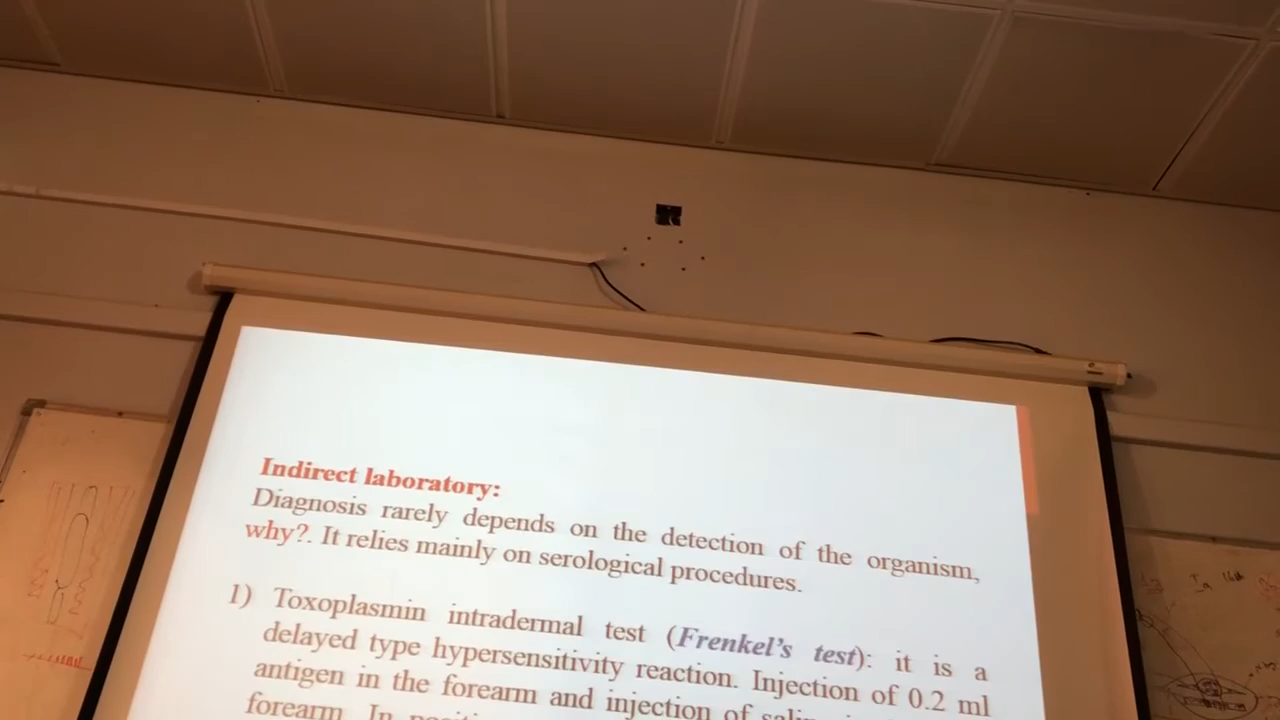 Indirect laboratory:
Diagnosis rarely depends on the detection of the organism,
why?. It relies mainly on serological procedures.
1) Toxoplasmin intradermal test (Frenkel's test): it is a
delayed type hypersensitivity reaction. Injection of 0.2 ml
antigen in the forearm and injection of
forearm. In